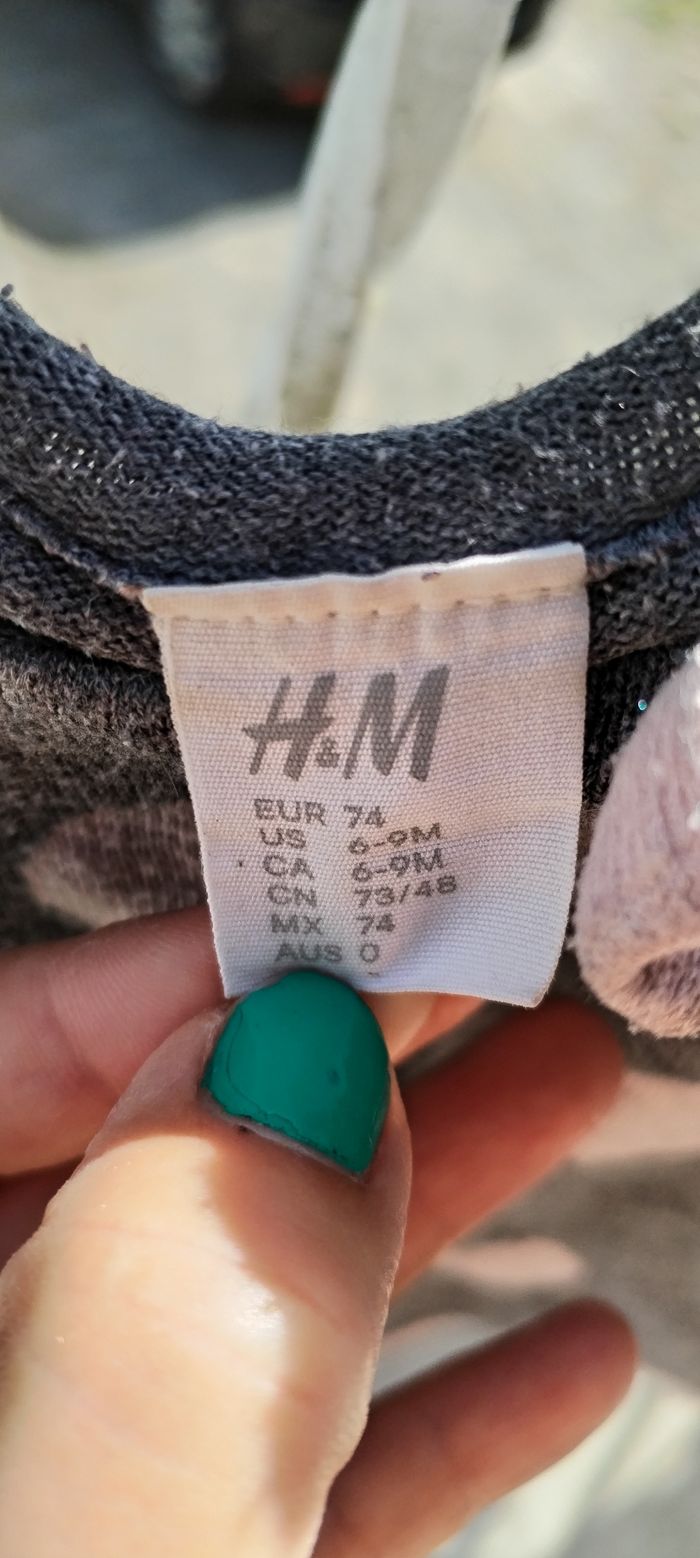 H&M
EUR 74
US 6-9M
CA 6-9M
CN 73/48
MX 74
AUS 0